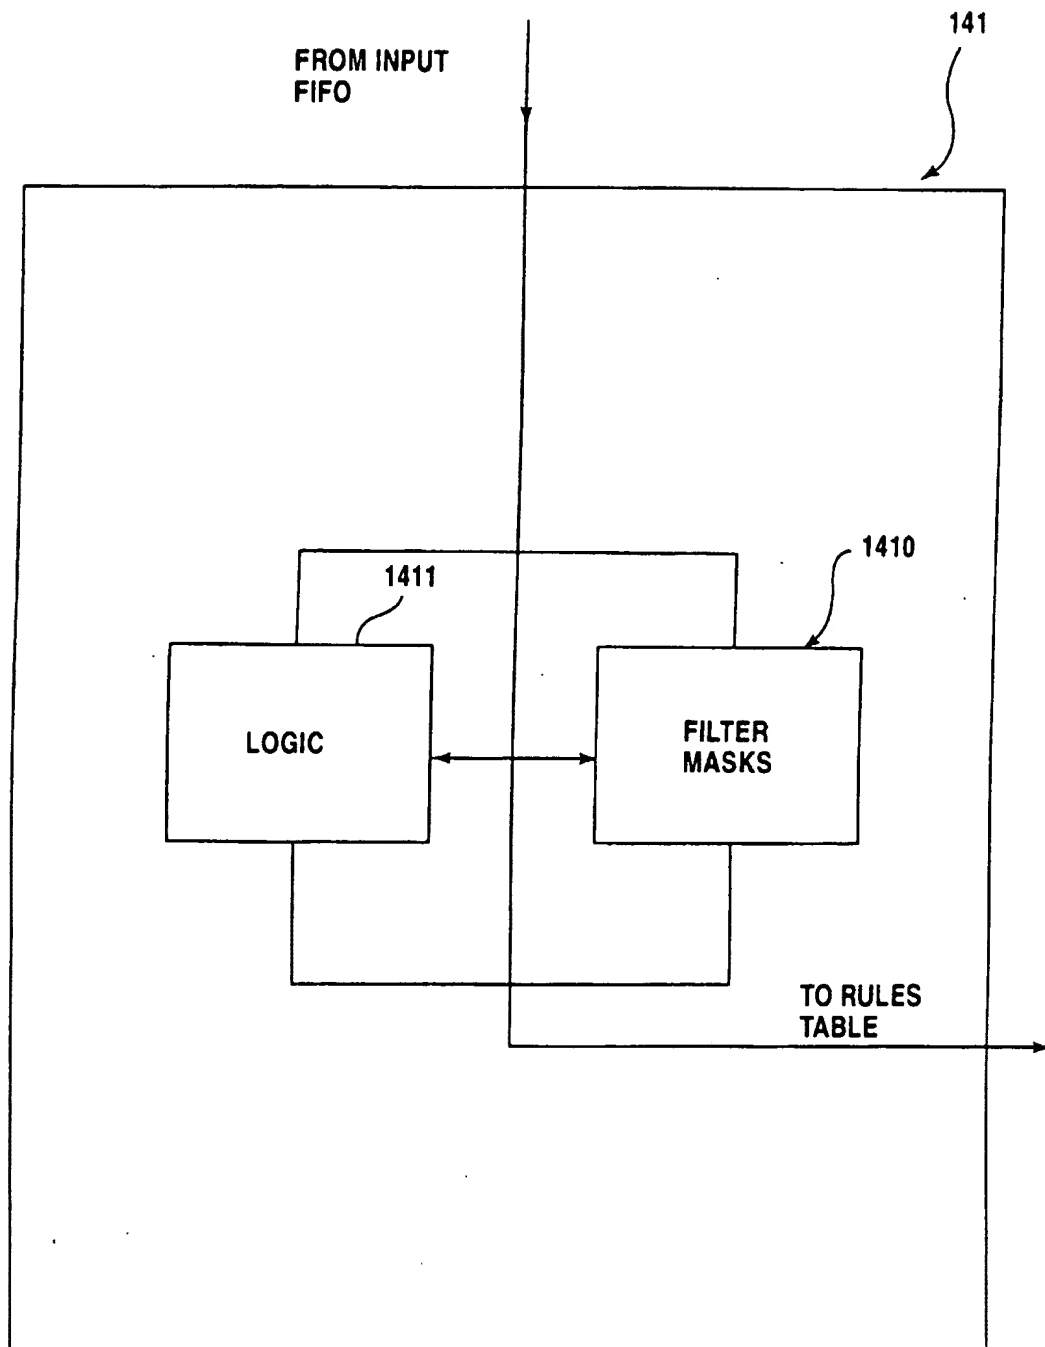 141
FROM INPUT
FIFO
1410
1411
LOGIC
FILTER
MASKS
TO RULES
TABLE